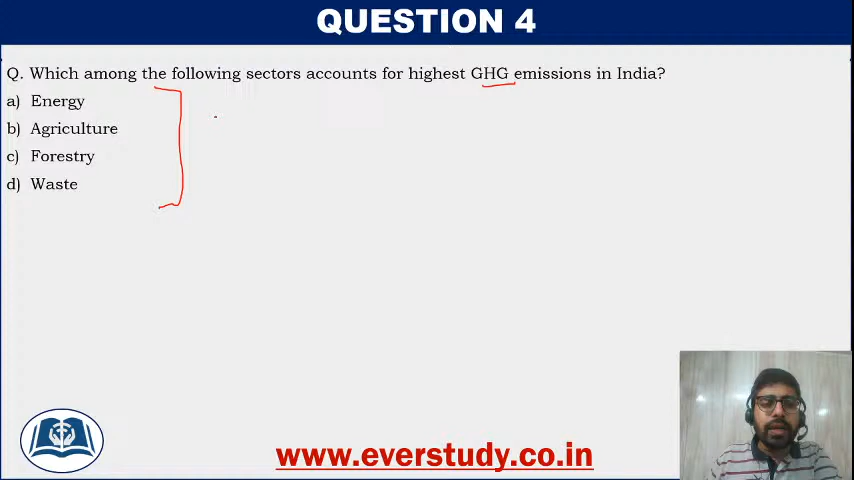 QUESTION 4
Q. Which among the following sectors accounts for highest GHG emissions in India?
a) Energy
b) Agriculture
c) Forestry
d) Waste
www.everstudy.co.in